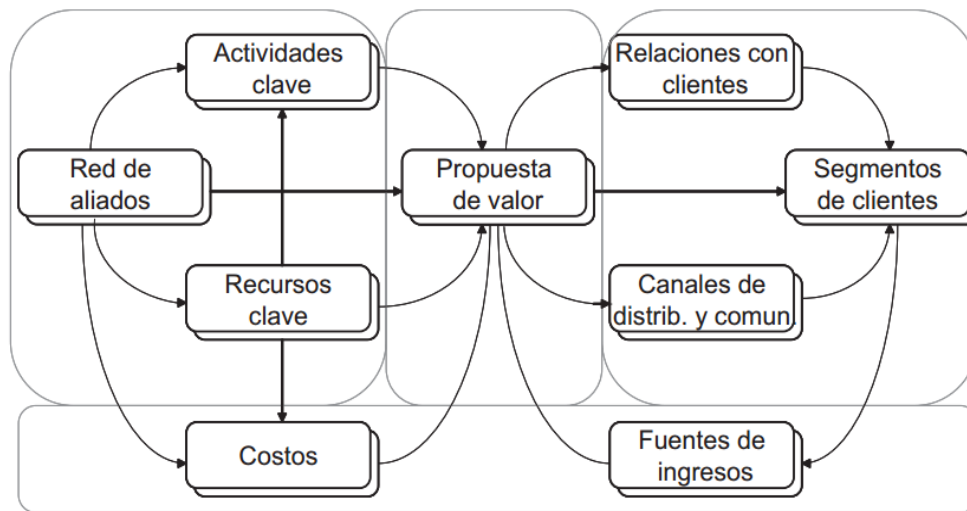 Actividades
clave
Relaciones con
clientes
Red de
aliados
Propuesta
de valor
Segmentos
de clientes
Recursos
clave
Canales de
distrib. y comun.
Costos
Fuentes de
ingresos